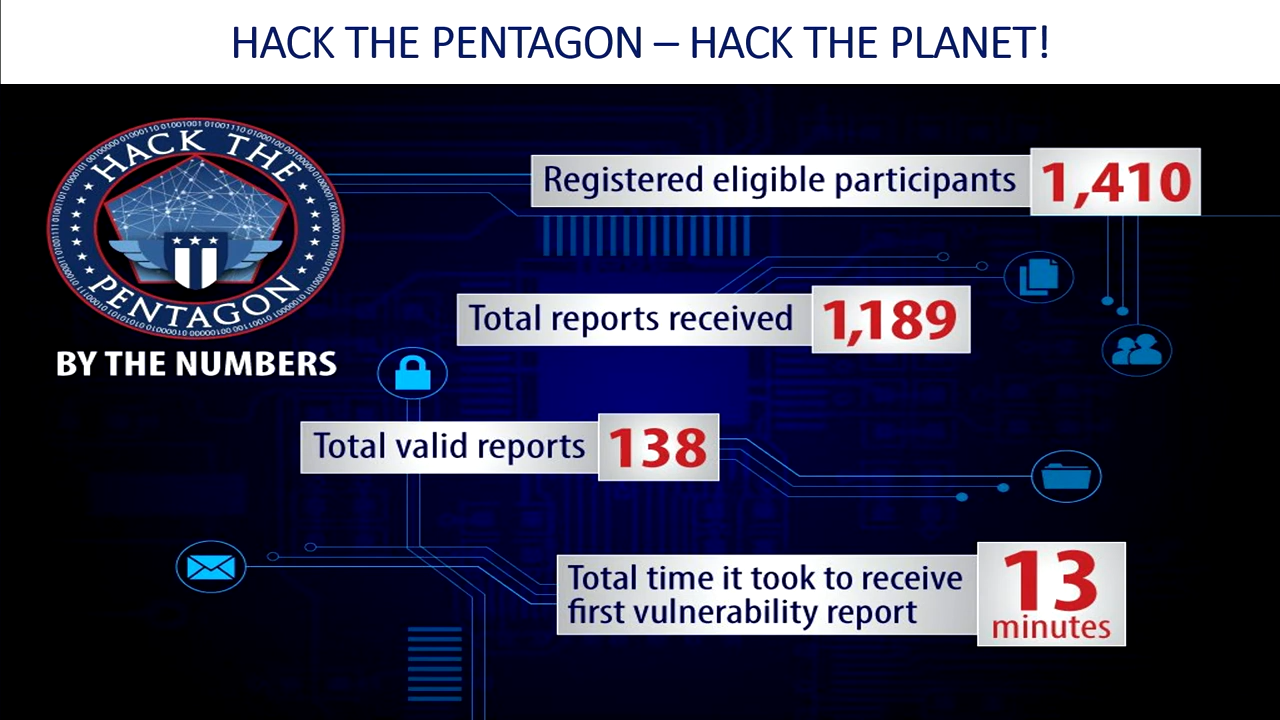 HACK THE PENTAGON – HACK THE PLANET!
HACK THE
PENTAGON
BY THE NUMBERS
Registered eligible participants 1,410
Total reports received 1,189
Total valid reports 138
Total time it took to receive
first vulnerability report
13
minutes